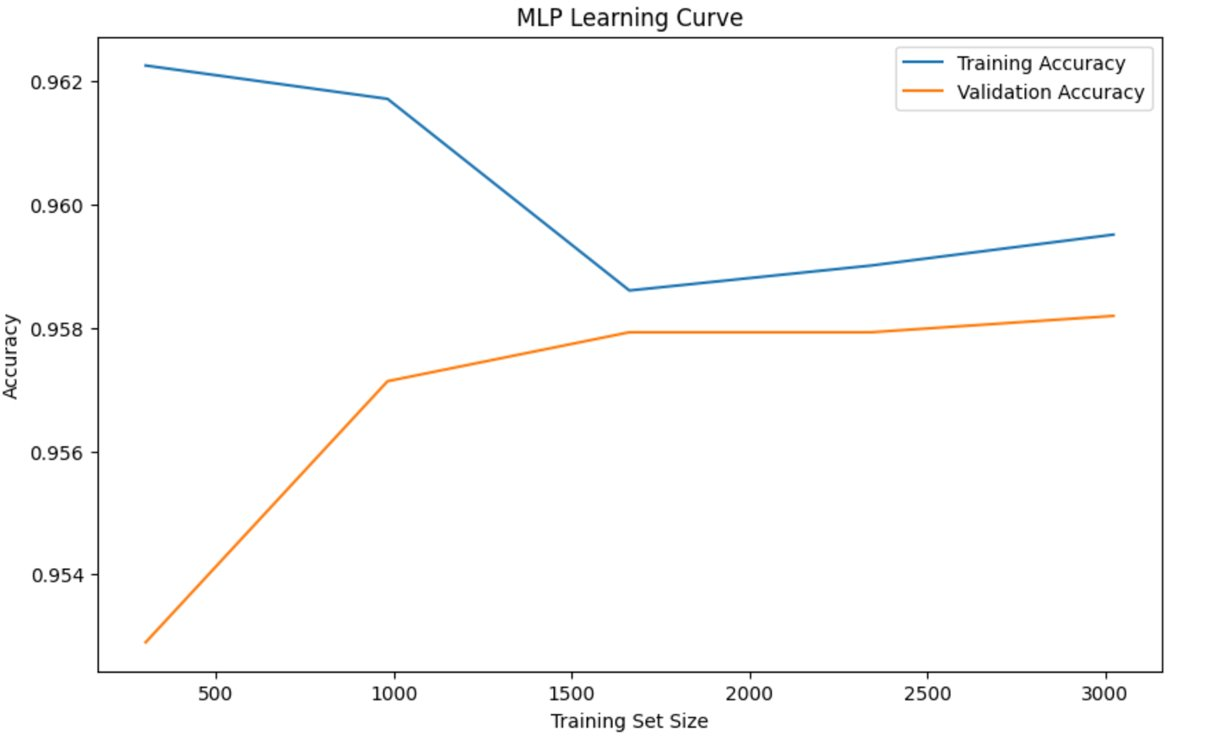 MLP Learning Curve
Training Accuracy
Validation Accuracy
0.962
0.960
0.958
0.956
0.954
Accuracy
500 1000 1500 2000 2500 3000
Training Set Size